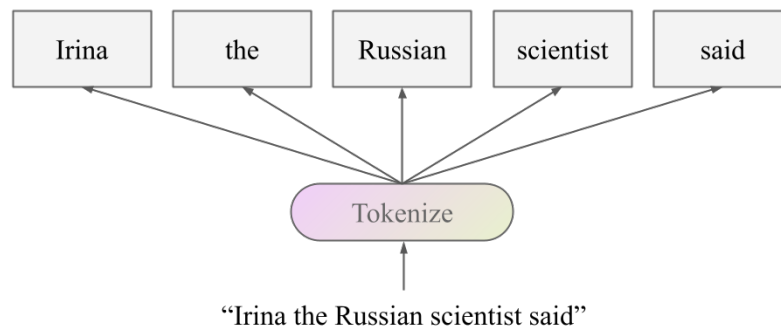 Irina the Russian scientist said
Tokenize
“Irina the Russian scientist said”